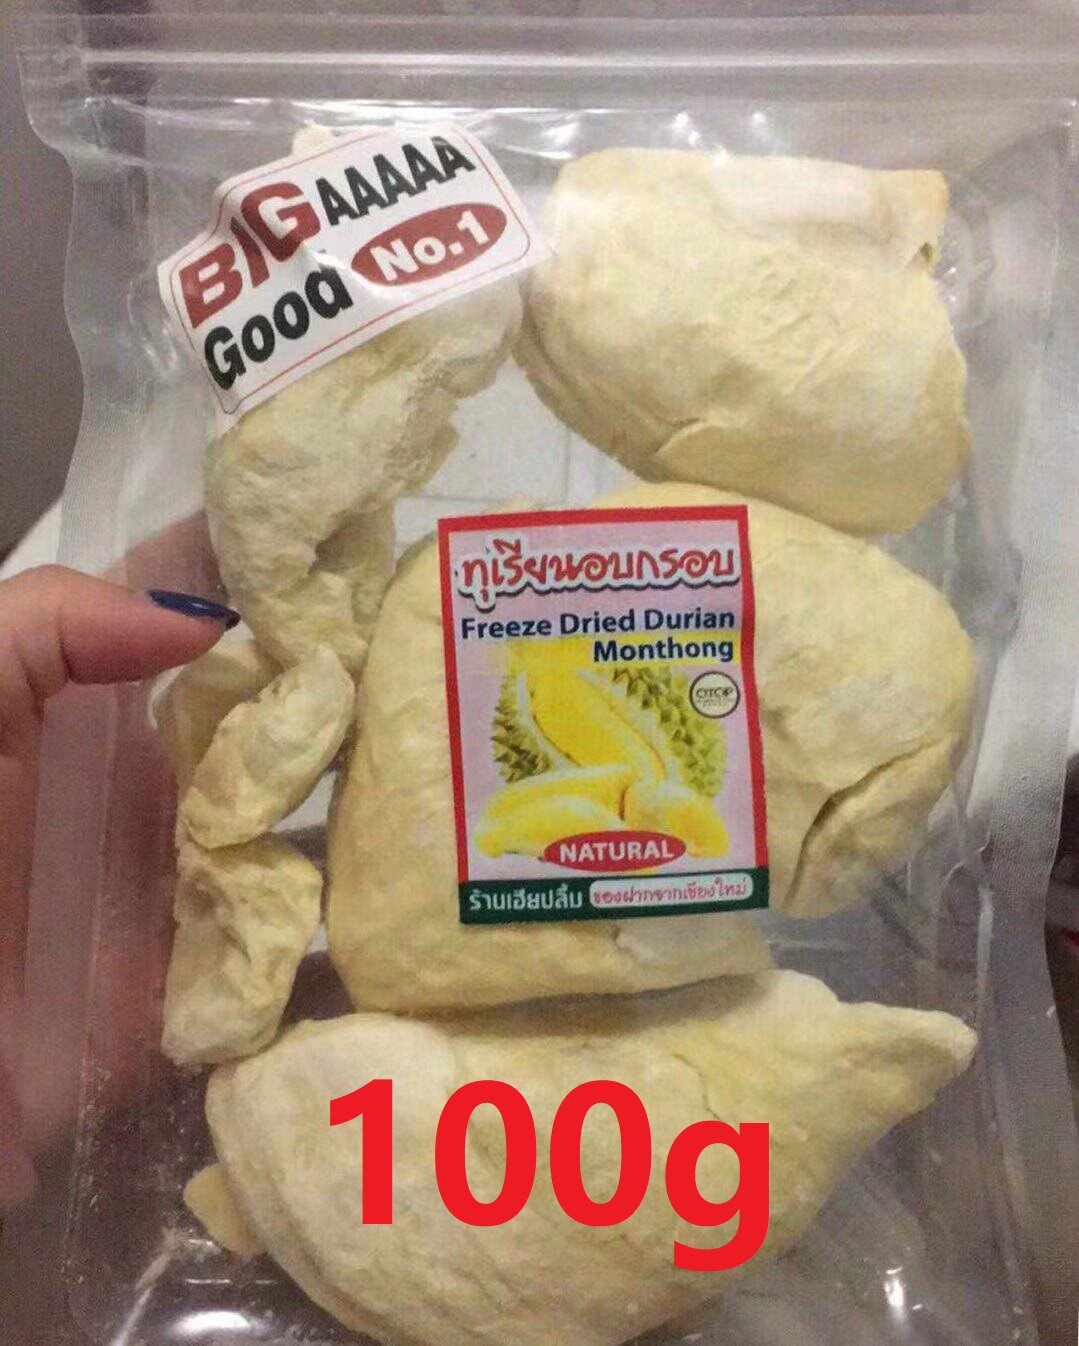 BIG AAAAA
Good No.1
ทุเรียนอบกรอบ
Freeze Dried Durian
Monthong
OTOP
NATURAL
ร้านเฮียปลื้ม ของฝากจากเชียงใหม่
100g